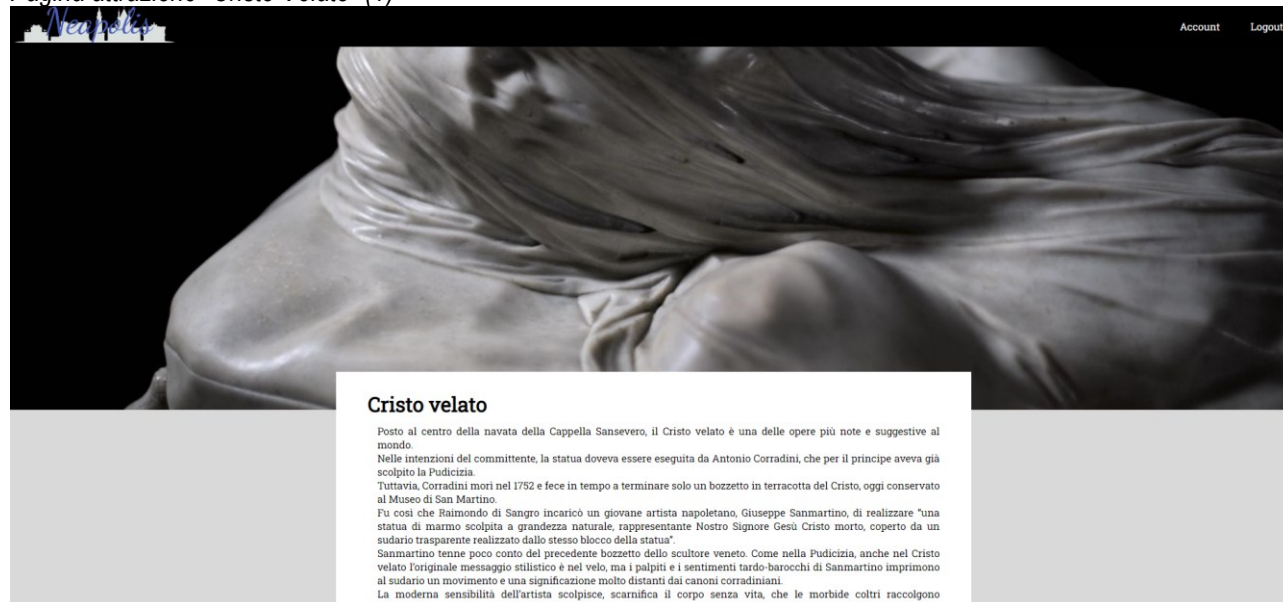 Pagina attrazione "Cristo Velato" (1)
Neapolis
Account Logout
Cristo velato
Posto al centro della navata della Cappella Sansevero, il Cristo velato è una delle opere più note e suggestive al
mondo.
Nelle intenzioni del committente, la statua doveva essere eseguita da Antonio Corradini, che per il principe aveva già
scolpito la Pudicizia.
Tuttavia, Corradini morì nel 1752 e fece in tempo a terminare solo un bozzetto in terracotta del Cristo, oggi conservato
al Museo di San Martino.
Fu così che Raimondo di Sangro incaricò un giovane artista napoletano, Giuseppe Sanmartino, di realizzare "una
statua di marmo scolpita a grandezza naturale, rappresentante Nostro Signore Gesù Cristo morto, coperto da un
sudario trasparente realizzato dallo stesso blocco della statua".
Sanmartino tenne poco conto del precedente bozzetto dello scultore veneto. Come nella Pudicizia, anche nel Cristo
velato l'originale messaggio stilistico è nel velo, ma i palpiti e i sentimenti tardo-barocchi di Sanmartino imprimono
al sudario un movimento e una significazione molto distanti dai canoni corradiniani.
La moderna sensibilità dell'artista scolpisce, scarnifica il corpo senza vita, che le morbide coltri raccolgono